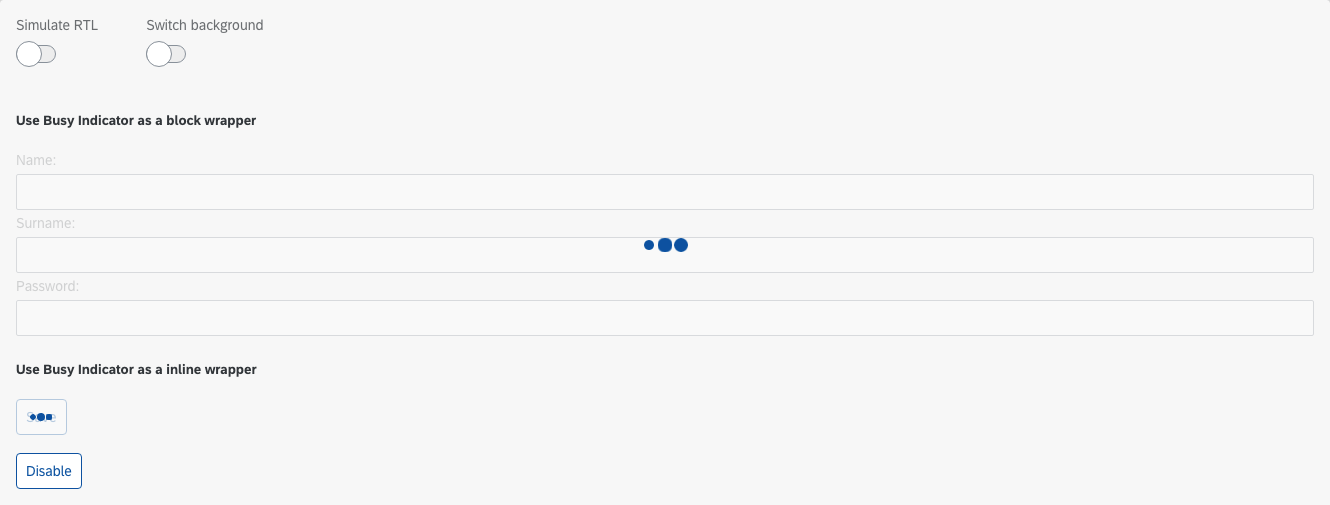 Simulate RTL Switch background
Use Busy Indicator as a block wrapper
Name:
Surname:
Password:
Use Busy Indicator as a inline wrapper
Disable